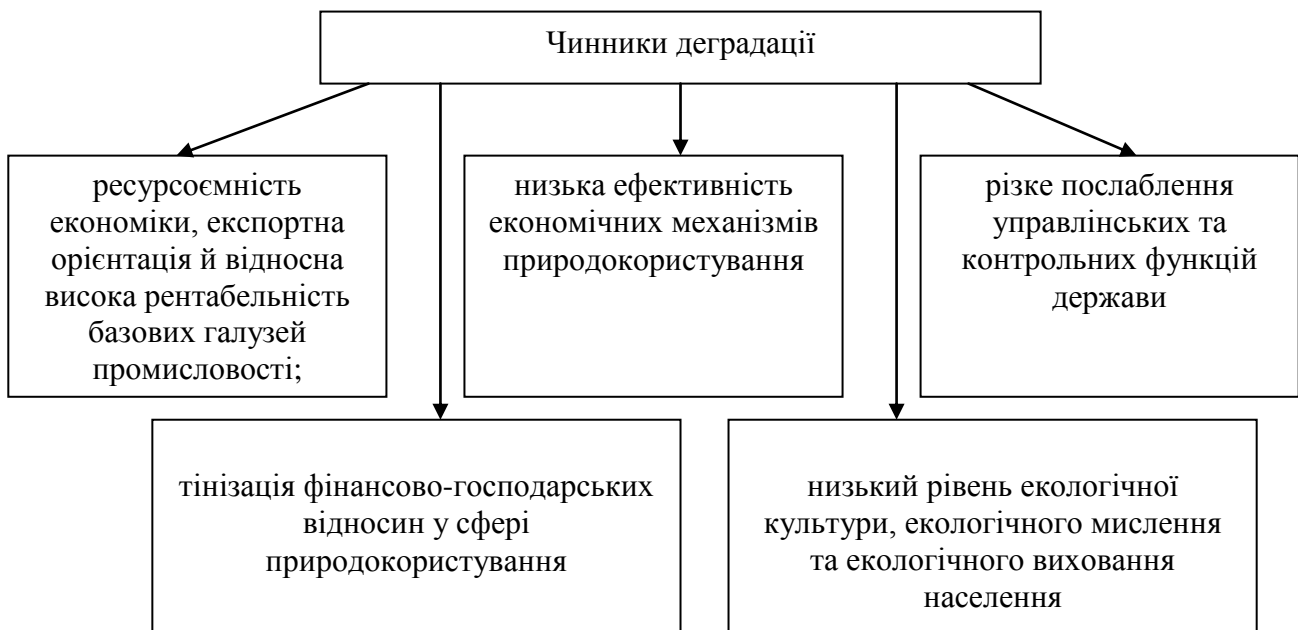 Чинники деградації
ресурсоємність
економіки, експортна
орієнтація й відносна
висока рентабельність
базових галузей
промисловості;
низька ефективність
економічних механізмів
природокористування
різке послаблення
управлінських та
контрольних функцій
держави
тінізація фінансово-господарських
відносин у сфері
природокористування
низький рівень екологічної
культури, екологічного мислення
та екологічного виховання
населення